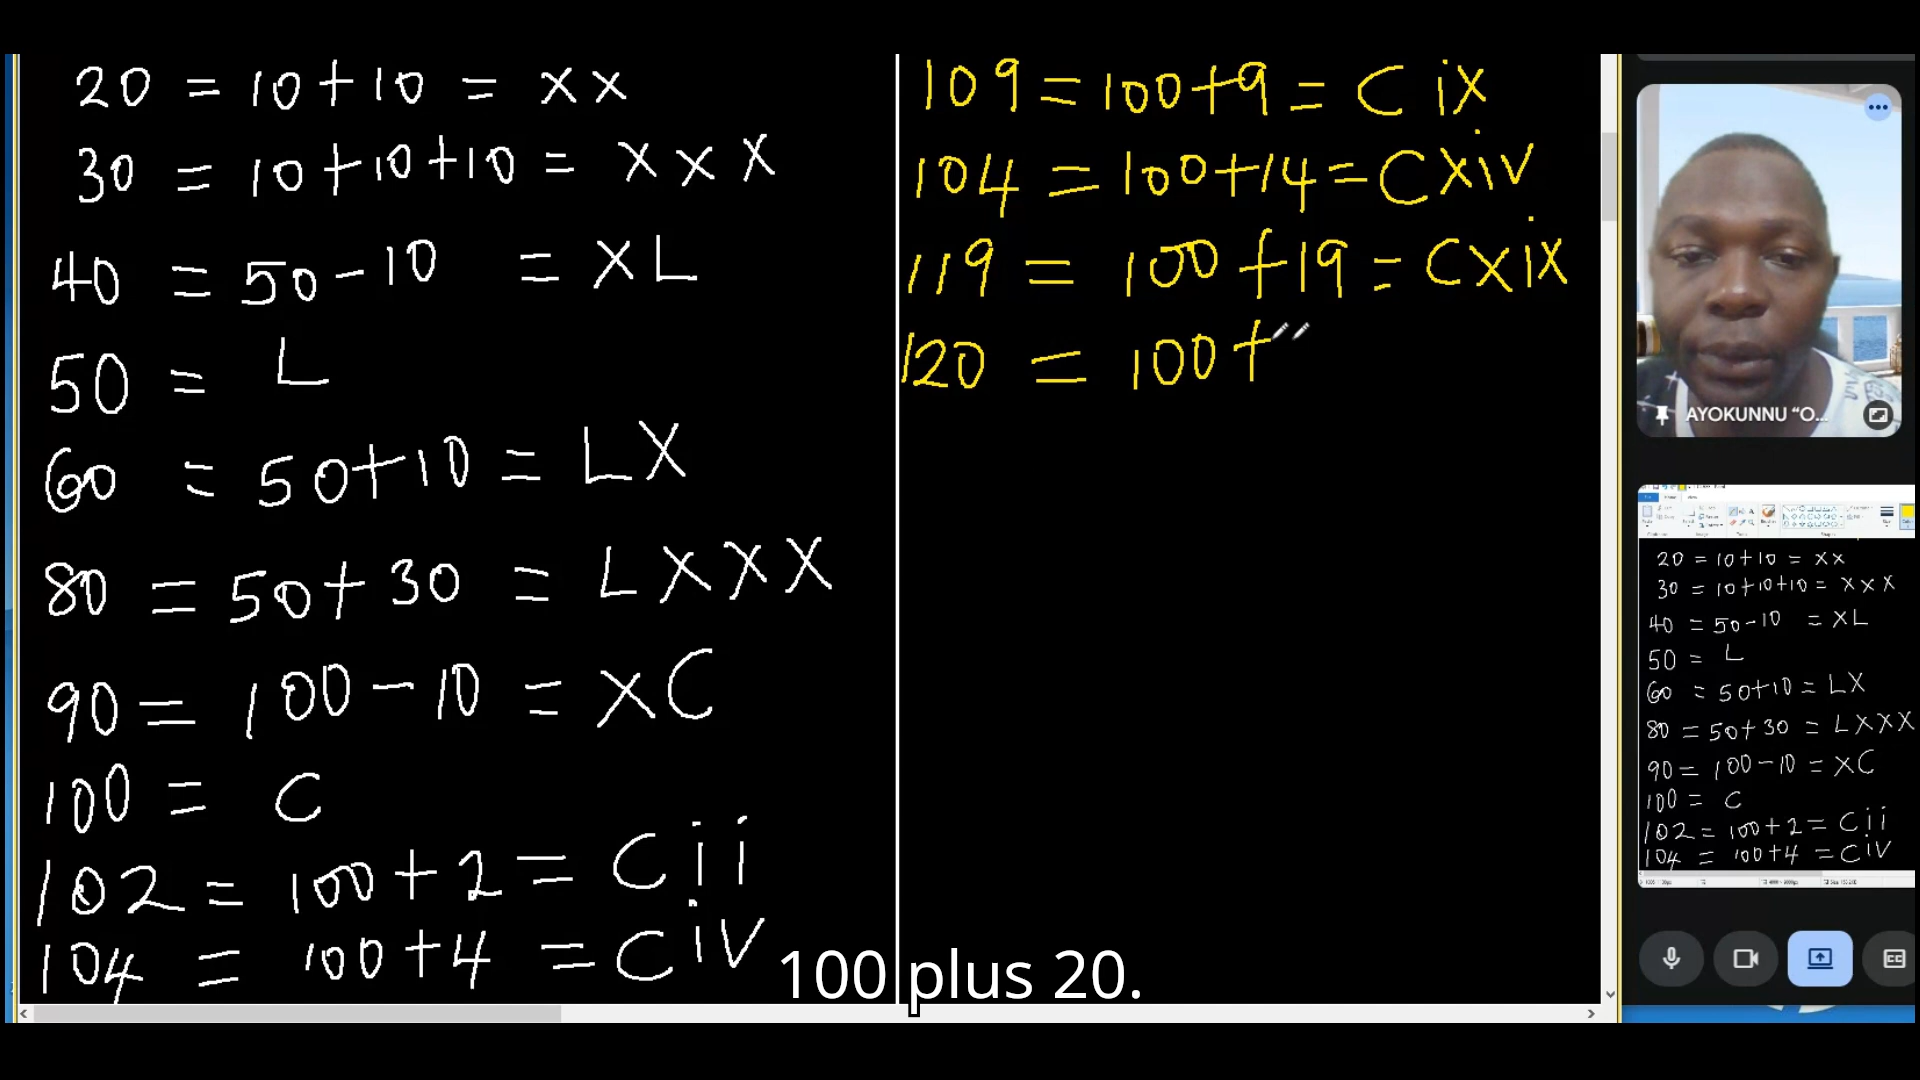 20 = 10 + 10 = XX
30 = 10 + 10 + 10 = XXX
40 = 50 - 10 = XL
50 = L
60 = 50 + 10 = LX
80 = 50 + 30 = LXXX
90 = 100 - 10 = XC
100 = C
102 = 100 + 2 = Cii
104 = 100 + 4 = CiV
109 = 100 + 9 = CiX
104 = 100 + 14 = CXiV
119 = 100 + 19 = CXiX
120 = 100 +
100 plus 20.
AYOKUNNU “O...
20 = 10 + 10 = XX
30 = 10 + 10 + 10 = XXX
40 = 50 - 10 = XL
50 = L
60 = 50 + 10 = LX
80 = 50 + 30 = LXXX
90 = 100 - 10 = XC
100 = C
102 = 100 + 2 = Cii
104 = 100 + 4 = CiV
CC